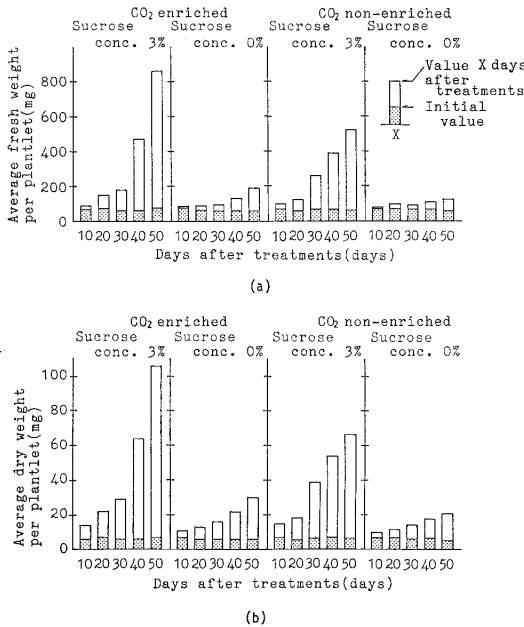 CO₂ enriched CO₂ non-enriched
Sucrose Sucrose Sucrose Sucrose
conc. 3% conc. 0% conc. 3% conc. 0%
Average fresh weight
per plantlet(mg)
800
600
400
200
0
Value X days
after
treatments
Initial
value
X
10 20 30 40 50 10 20 30 40 50 10 20 30 40 50 10 20 30 40 50
Days after treatments(days)
(a)
CO₂ enriched CO₂ non-enriched
Sucrose Sucrose Sucrose Sucrose
conc. 3% conc. 0% conc. 3% conc. 0%
Average dry weight
per plantlet(mg)
100
80
60
40
20
0
10 20 30 40 50 10 20 30 40 50 10 20 30 40 50 10 20 30 40 50
Days after treatments(days)
(b)